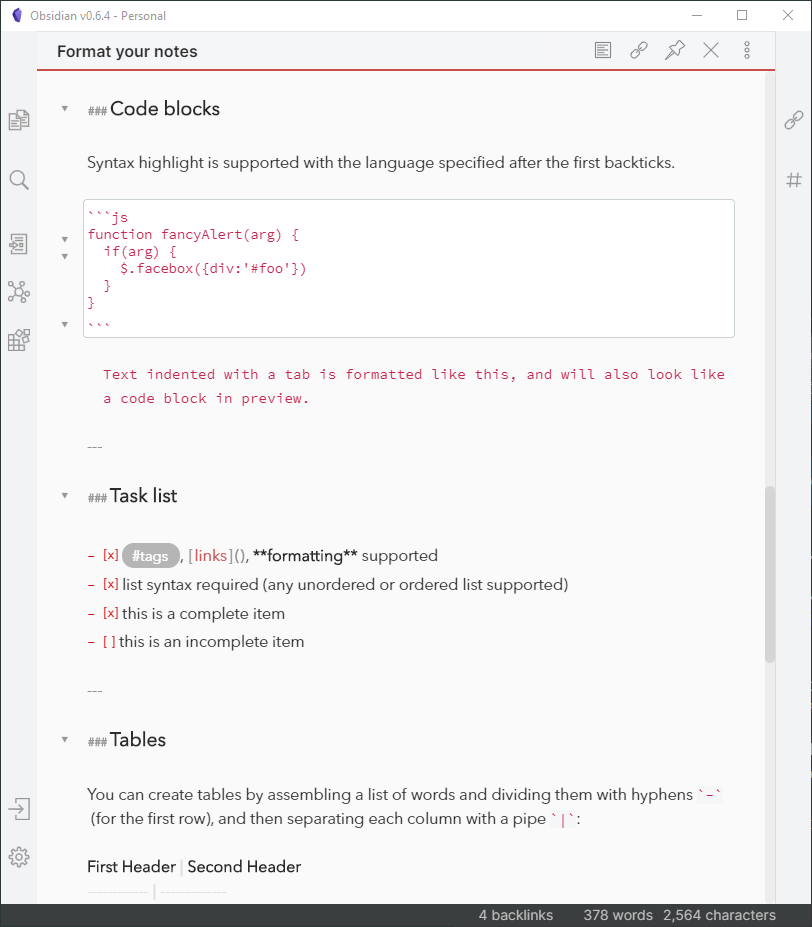 Obsidian v0.6.4 - Personal
Format your notes
### Code blocks
Syntax highlight is supported with the language specified after the first backticks.
```js
function fancyAlert(arg) {
  if(arg) {
    $.facebox({div:'#foo'})
  }
}
```
Text indented with a tab is formatted like this, and will also look like
a code block in preview.
---
### Task list
- [x] #tags, [links](), **formatting** supported
- [x] list syntax required (any unordered or ordered list supported)
- [x] this is a complete item
- [ ] this is an incomplete item
---
### Tables
You can create tables by assembling a list of words and dividing them with hyphens `-`
(for the first row), and then separating each column with a pipe `|`:
First Header | Second Header
------------ | -------------
4 backlinks 378 words 2,564 characters